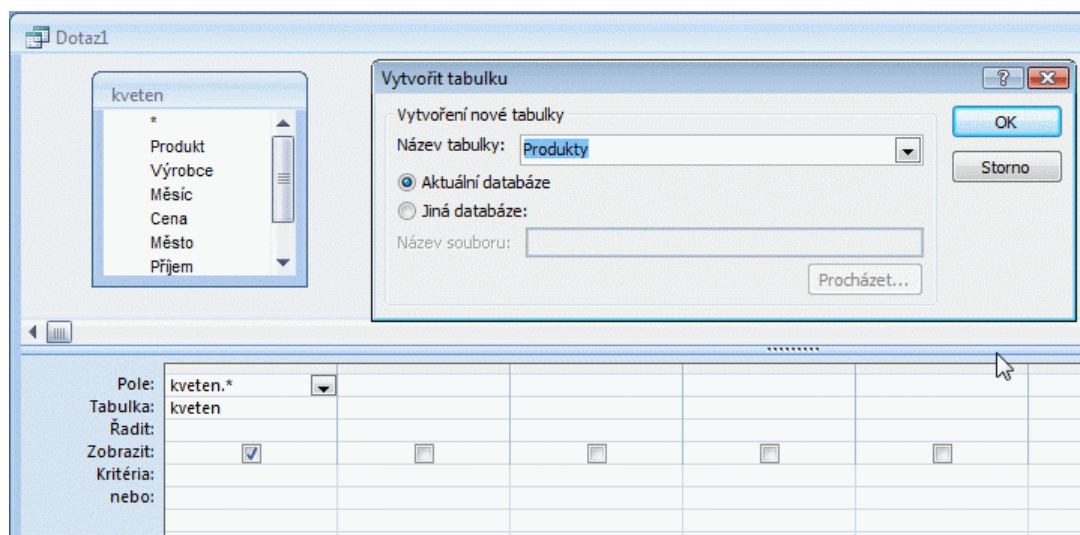 Dotaz1
kveten
*
Produkt
Výrobce
Měsíc
Cena
Město
Příjem
Vytvořit tabulku
?
Vytvoření nové tabulky
Název tabulky: Produkty
Aktuální databáze
Jiná databáze:
Název souboru:
Procházet...
OK
Storno
Pole: kveten.*
Tabulka: kveten
Řadit:
Zobrazit:
Kritéria:
nebo: